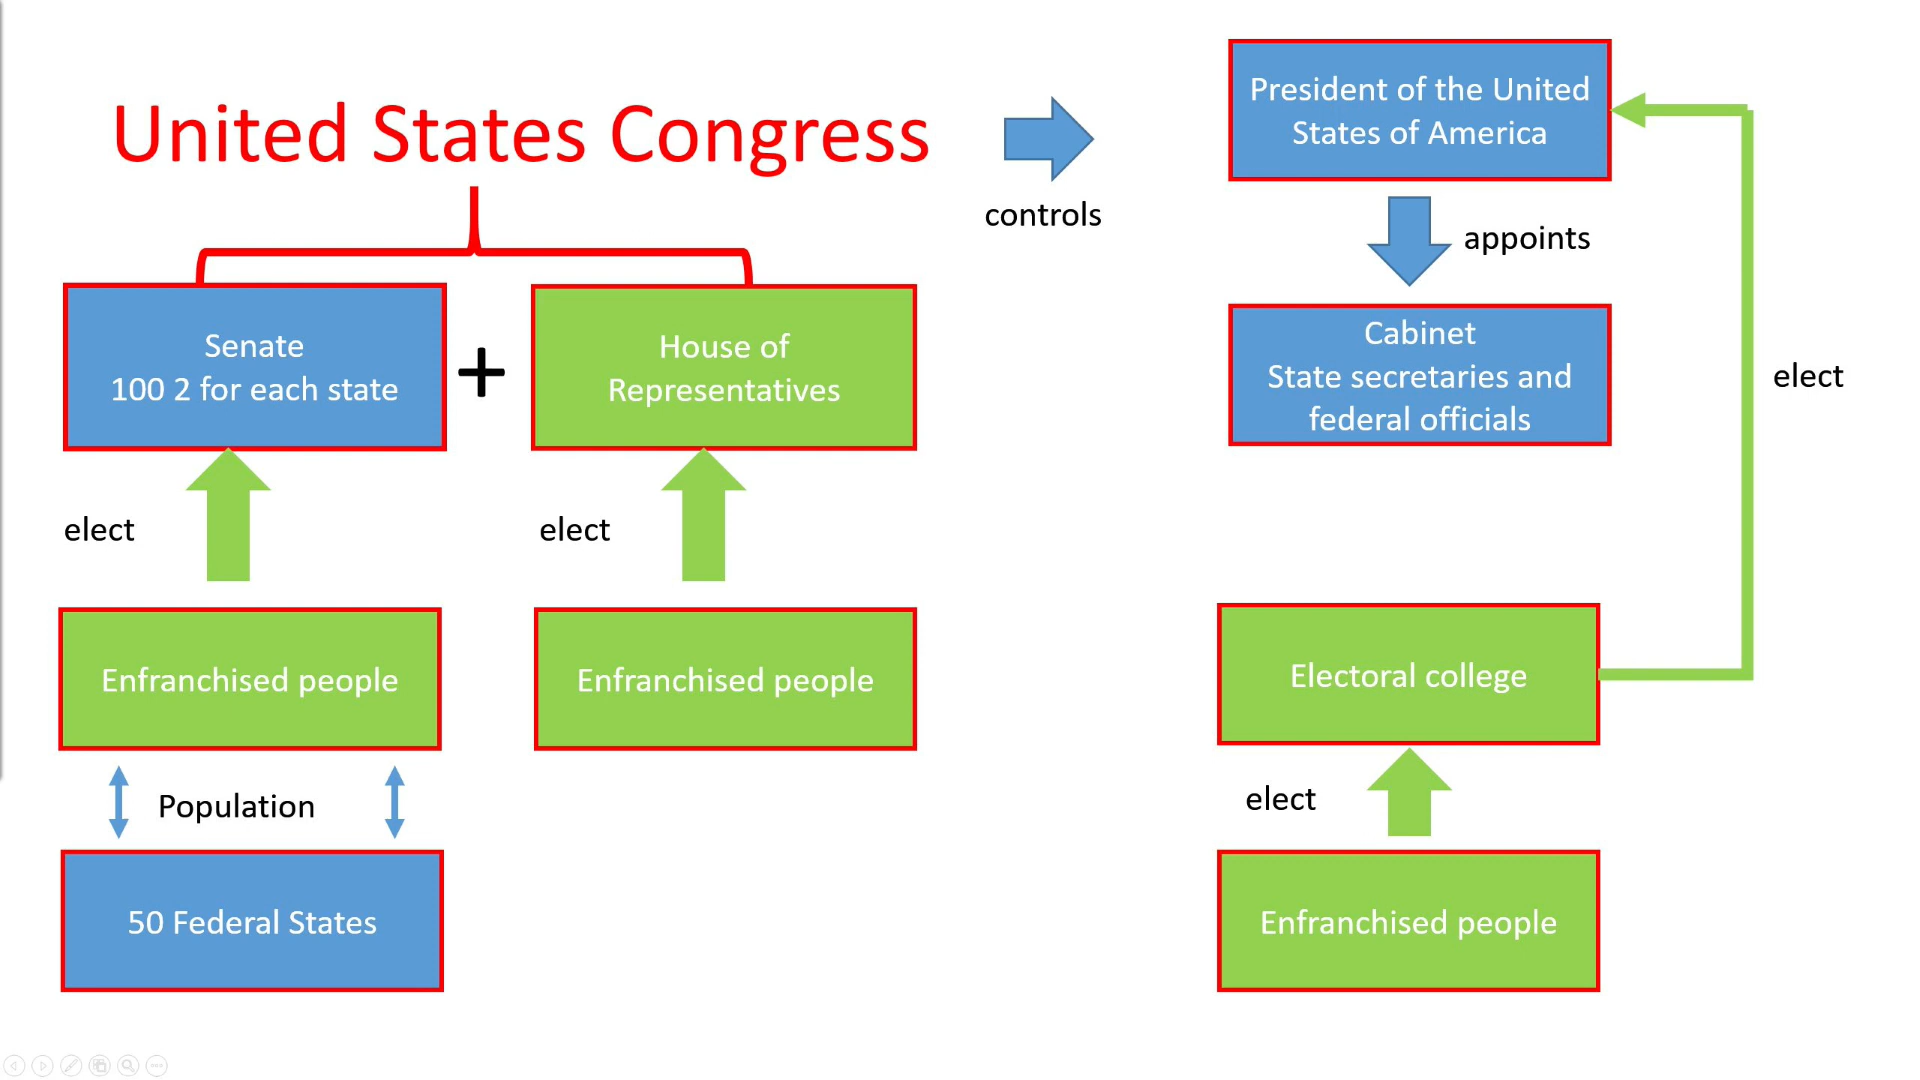 United States Congress
controls
President of the United
States of America
appoints
Senate
100 2 for each state
+
House of
Representatives
Cabinet
State secretaries and
federal officials
elect
elect
elect
Enfranchised people
Enfranchised people
Electoral college
Population
elect
50 Federal States
Enfranchised people